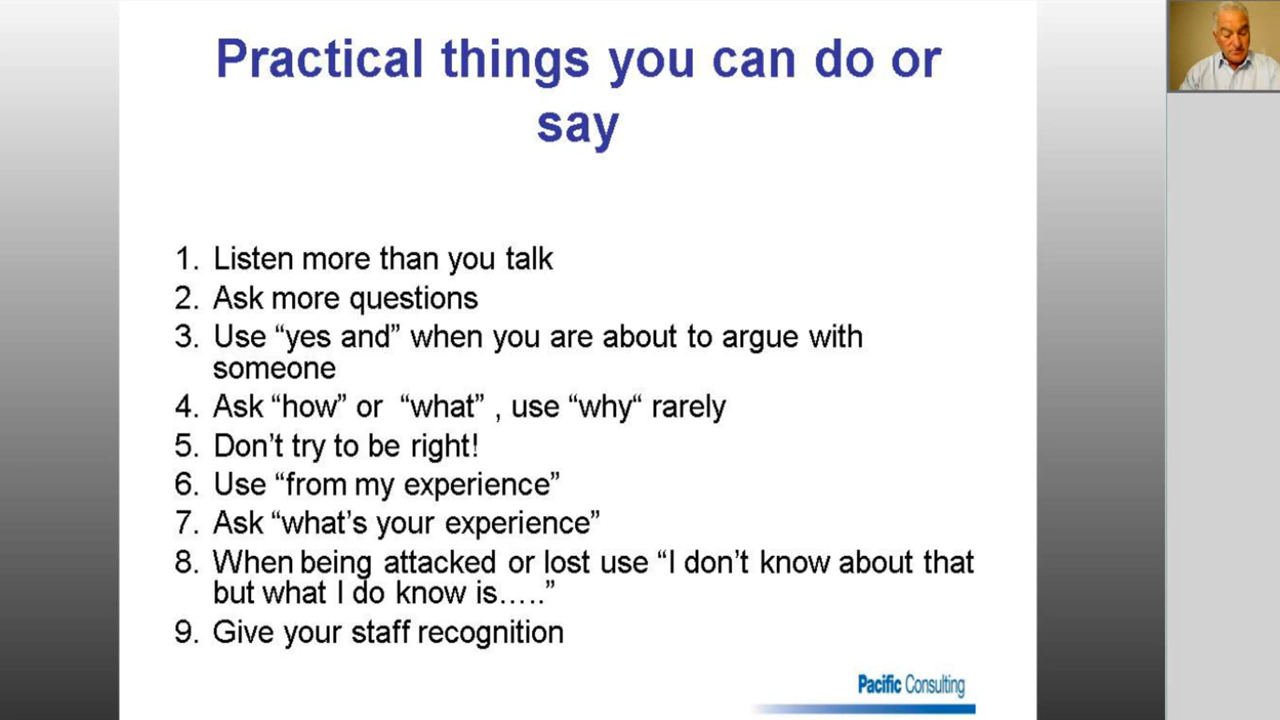 Practical things you can do or
say
1. Listen more than you talk
2. Ask more questions
3. Use “yes and” when you are about to argue with
someone
4. Ask “how” or “what” , use “why“ rarely
5. Don’t try to be right!
6. Use “from my experience”
7. Ask “what’s your experience”
8. When being attacked or lost use “I don’t know about that
but what I do know is…..”
9. Give your staff recognition
Pacific Consulting